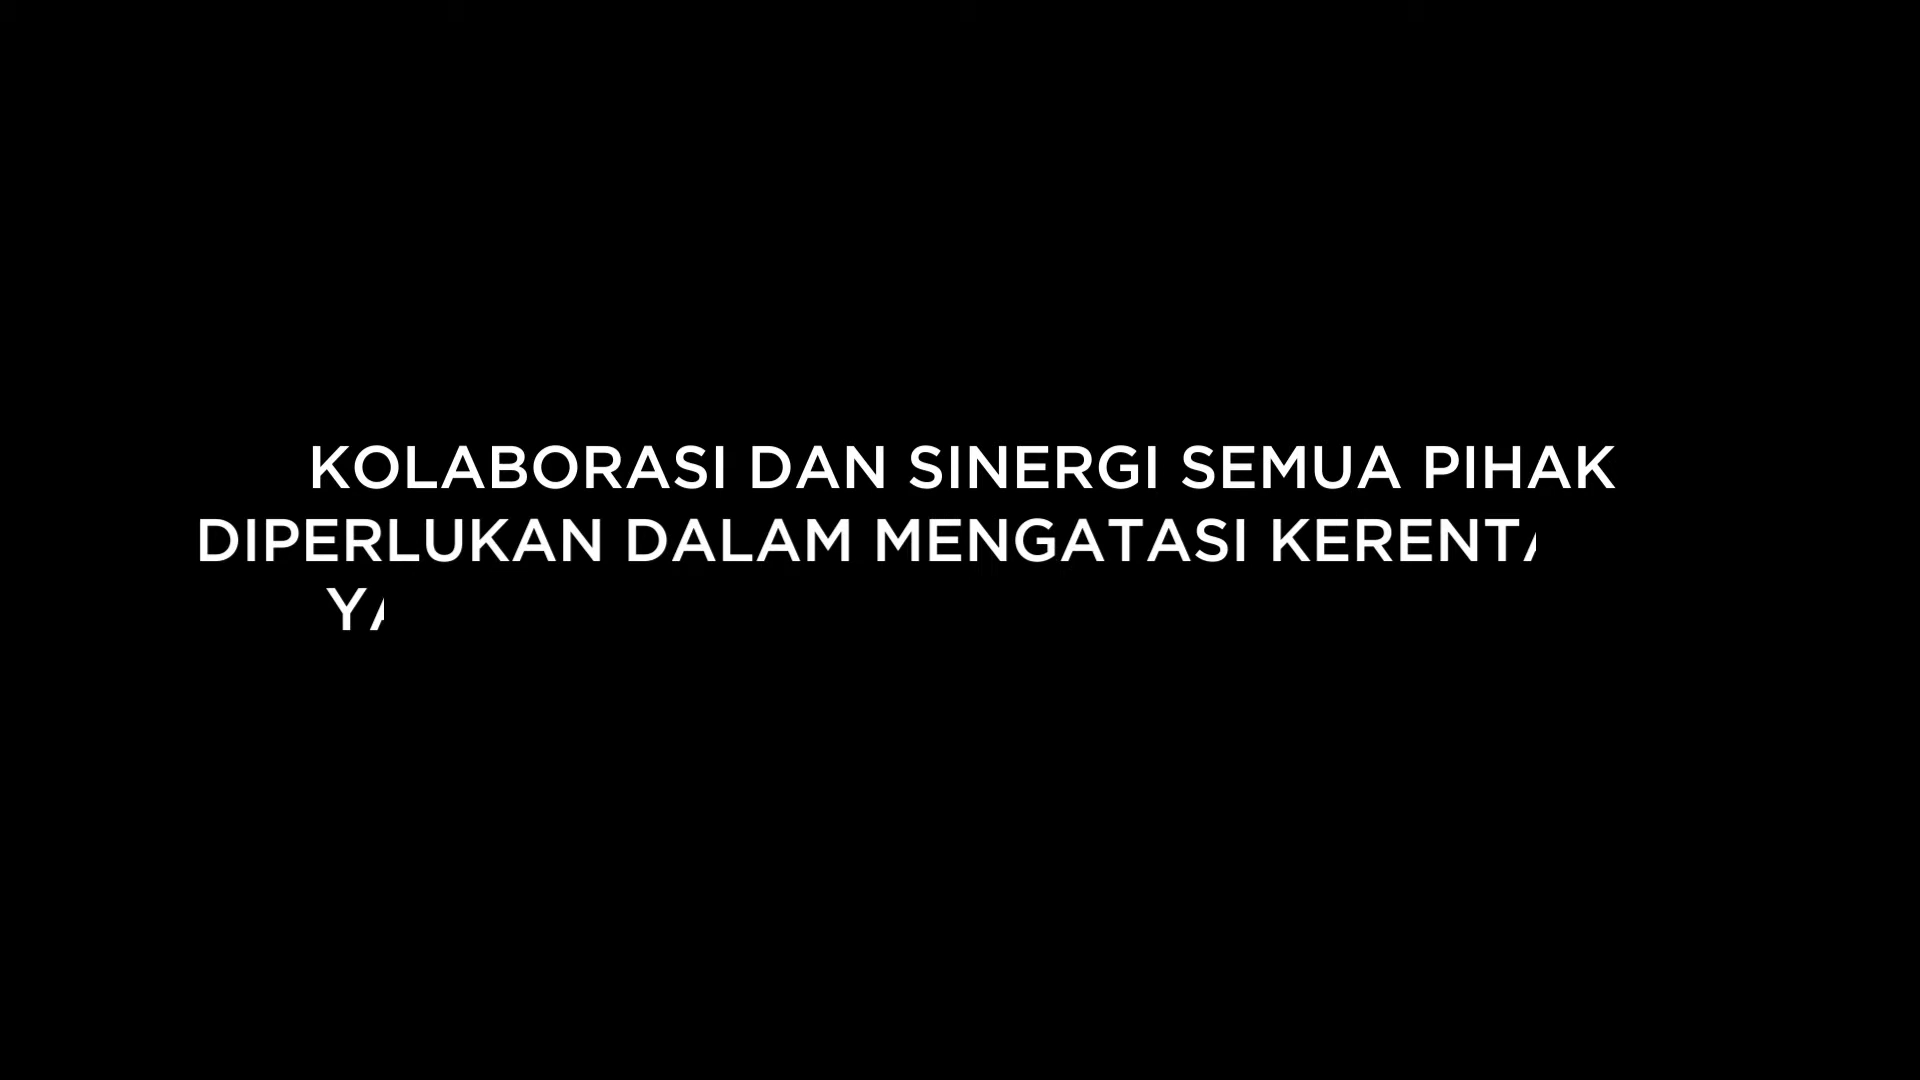 KOLABORASI DAN SINERGI SEMUA PIHAK
DIPERLUKAN DALAM MENGATASI